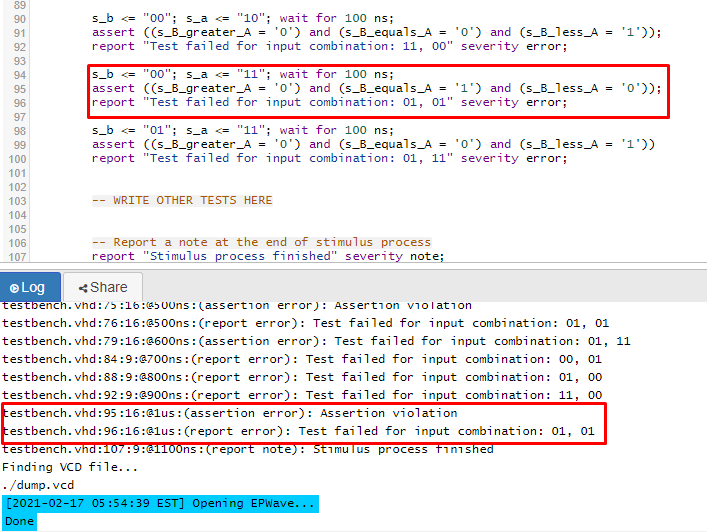 89
90 s_b <= "00"; s_a <= "10"; wait for 100 ns;
91 assert ((s_B_greater_A = '0') and (s_B_equals_A = '0') and (s_B_less_A = '1'));
92 report "Test failed for input combination: 11, 00" severity error;
93
94 s_b <= "00"; s_a <= "11"; wait for 100 ns;
95 assert ((s_B_greater_A = '0') and (s_B_equals_A = '1') and (s_B_less_A = '0'));
96 report "Test failed for input combination: 01, 01" severity error;
97
98 s_b <= "01"; s_a <= "11"; wait for 100 ns;
99 assert ((s_B_greater_A = '0') and (s_B_equals_A = '0') and (s_B_less_A = '1'))
100 report "Test failed for input combination: 01, 11" severity error;
101
102
103 -- WRITE OTHER TESTS HERE
104
105
106 -- Report a note at the end of stimulus process
107 report "Stimulus process finished" severity note;
Log Share
testbench.vhd:75:16:@500ns:(assertion error): Assertion violation
testbench.vhd:76:16:@500ns:(report error): Test failed for input combination: 01, 01
testbench.vhd:79:16:@600ns:(assertion error): Test failed for input combination: 01, 11
testbench.vhd:84:9:@700ns:(report error): Test failed for input combination: 00, 01
testbench.vhd:88:9:@800ns:(report error): Test failed for input combination: 01, 00
testbench.vhd:92:9:@900ns:(report error): Test failed for input combination: 11, 00
testbench.vhd:95:16:@1us:(assertion error): Assertion violation
testbench.vhd:96:16:@1us:(report error): Test failed for input combination: 01, 01
testbench.vhd:107:9:@1100ns:(report note): Stimulus process finished
Finding VCD file...
./dump.vcd
[2021-02-17 05:54:39 EST] Opening EPWave...
Done